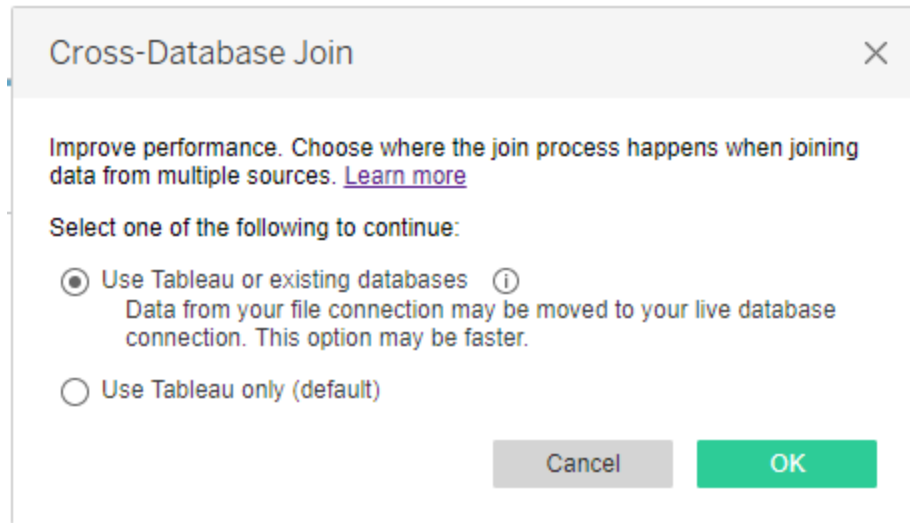 Cross-Database Join
Improve performance. Choose where the join process happens when joining
data from multiple sources. Learn more
Select one of the following to continue:
Use Tableau or existing databases
Data from your file connection may be moved to your live database
connection. This option may be faster.
Use Tableau only (default)
Cancel OK